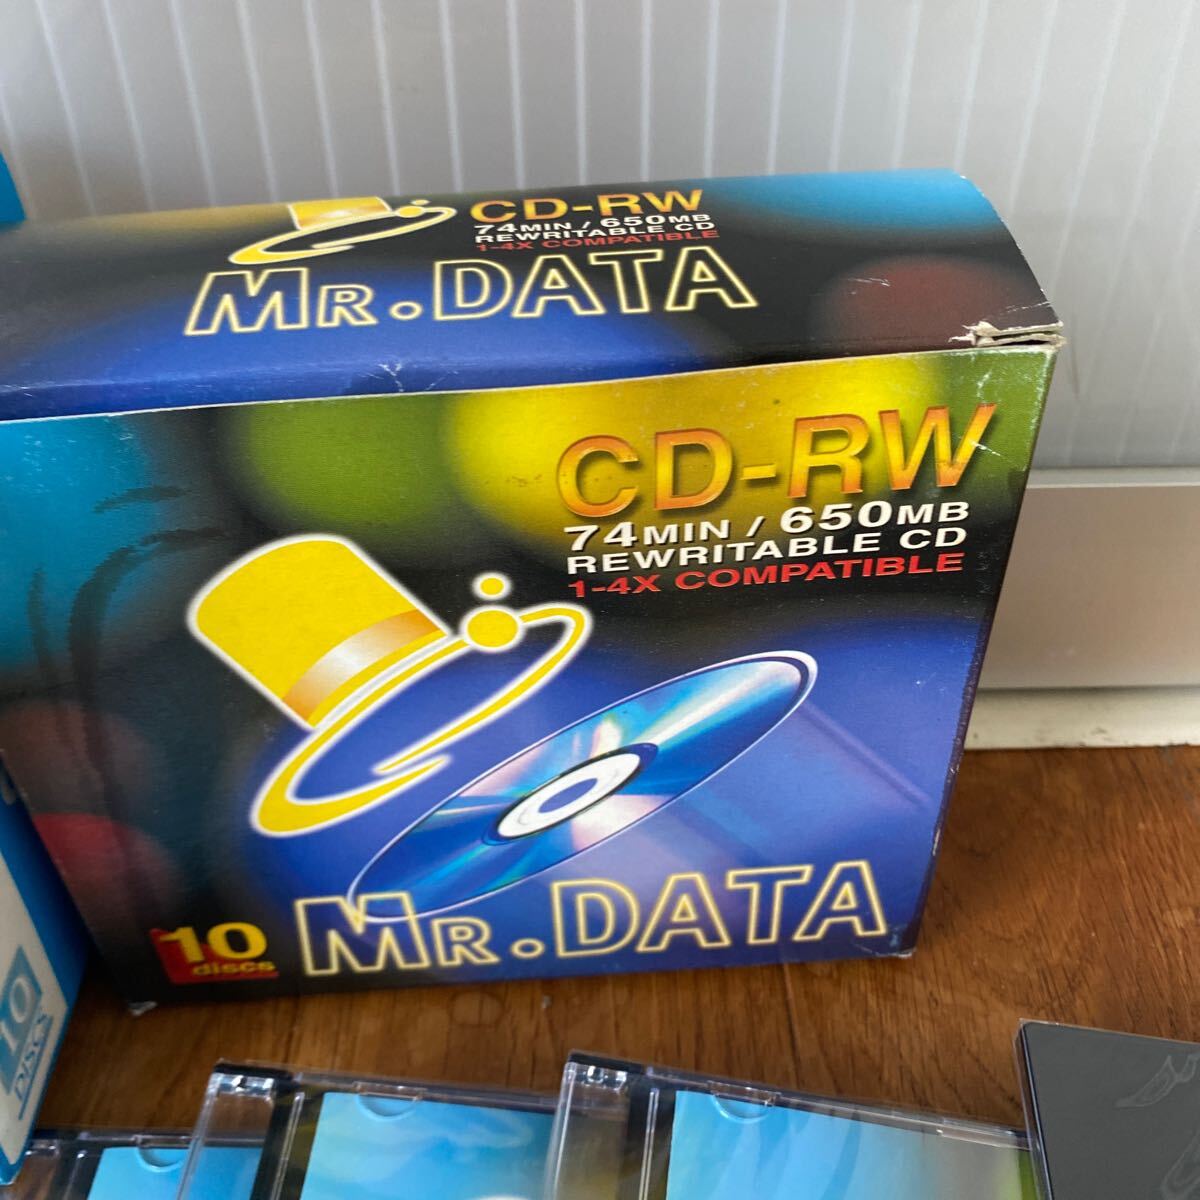 CD-RW
74MIN / 650MB
REWRITABLE CD
1-4X COMPATIBLE
MR.DATA
CD-RW
74MIN / 650MB
REWRITABLE CD
1-4X COMPATIBLE
10
discs
MR.DATA
10
DISCS